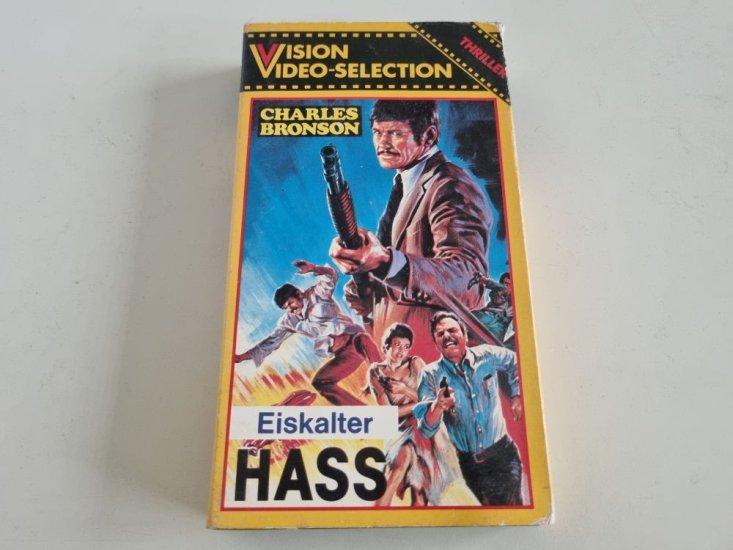 VISION
VIDEO-SELECTION
THRILLER
CHARLES
BRONSON
Eiskalter
HASS